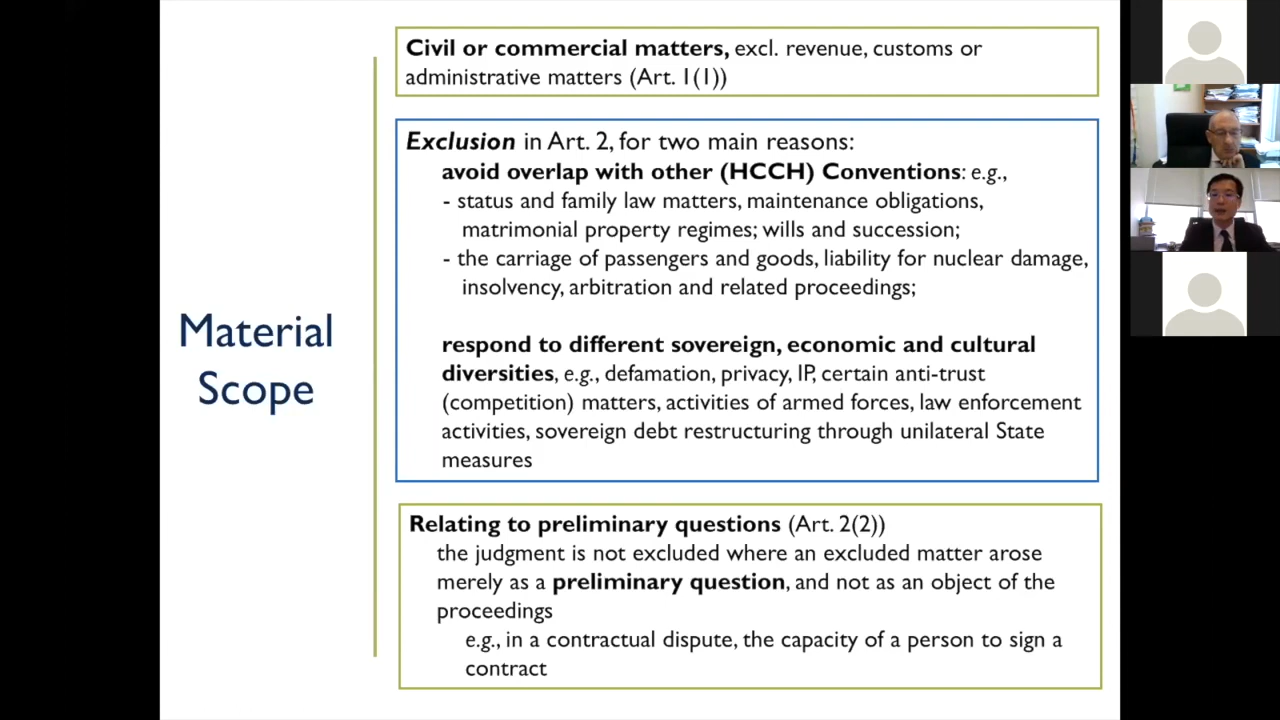 Material
Scope
Civil or commercial matters, excl. revenue, customs or
administrative matters (Art. 1(1))
Exclusion in Art. 2, for two main reasons:
avoid overlap with other (HCCH) Conventions: e.g.,
- status and family law matters, maintenance obligations,
matrimonial property regimes; wills and succession;
- the carriage of passengers and goods, liability for nuclear damage,
insolvency, arbitration and related proceedings;
respond to different sovereign, economic and cultural
diversities, e.g., defamation, privacy, IP, certain anti-trust
(competition) matters, activities of armed forces, law enforcement
activities, sovereign debt restructuring through unilateral State
measures
Relating to preliminary questions (Art. 2(2))
the judgment is not excluded where an excluded matter arose
merely as a preliminary question, and not as an object of the
proceedings
e.g., in a contractual dispute, the capacity of a person to sign a
contract